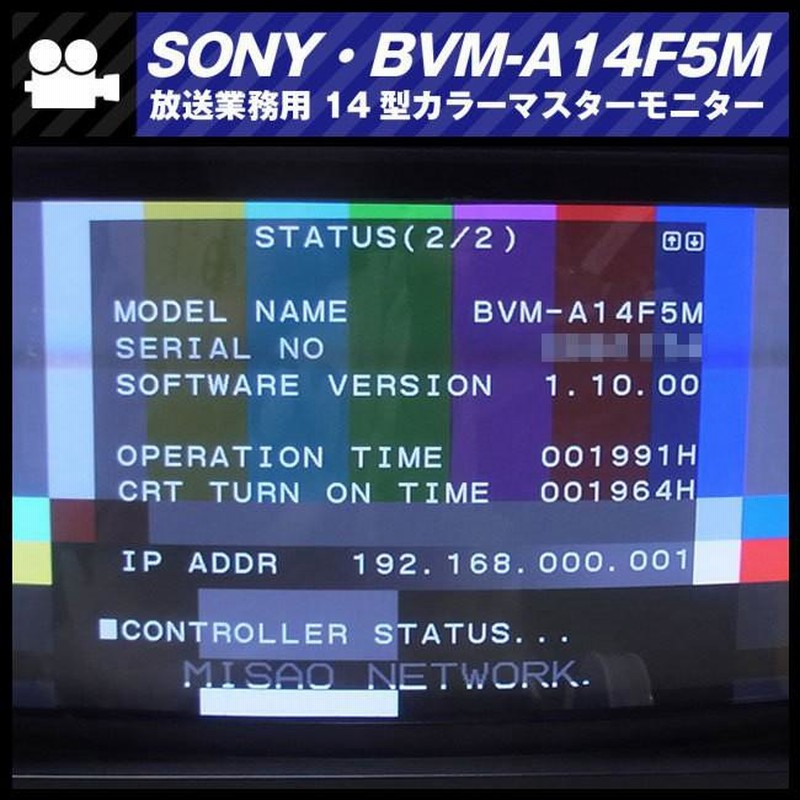 SONY・BVM-A14F5M
放送業務用 14型カラーマスターモニター
STATUS(2/2)
MODEL NAME BVM-A14F5M
SERIAL NO
SOFTWARE VERSION 1.10.00
OPERATION TIME 001991H
CRT TURN ON TIME 001964H
IP ADDR 192.168.000.001
■CONTROLLER STATUS...
MISAO NETWORK.